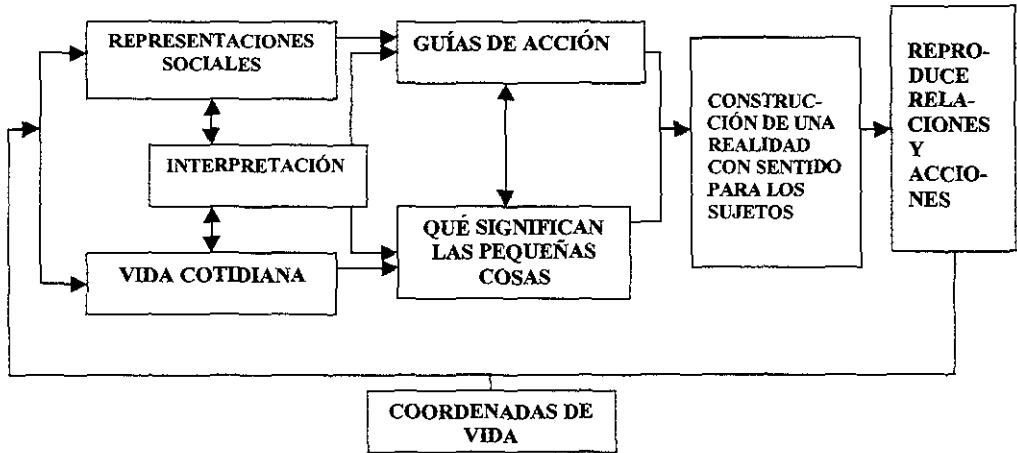 REPRESENTACIONES
SOCIALES
INTERPRETACIÓN
VIDA COTIDIANA
GUÍAS DE ACCIÓN
QUÉ SIGNIFICAN
LAS PEQUEÑAS
COSAS
CONSTRUC-
CIÓN DE UNA
REALIDAD
CON SENTIDO
PARA LOS
SUJETOS
REPRO-
DUCE
RELA-
CIONES
Y
ACCIO-
NES
COORDENADAS DE
VIDA